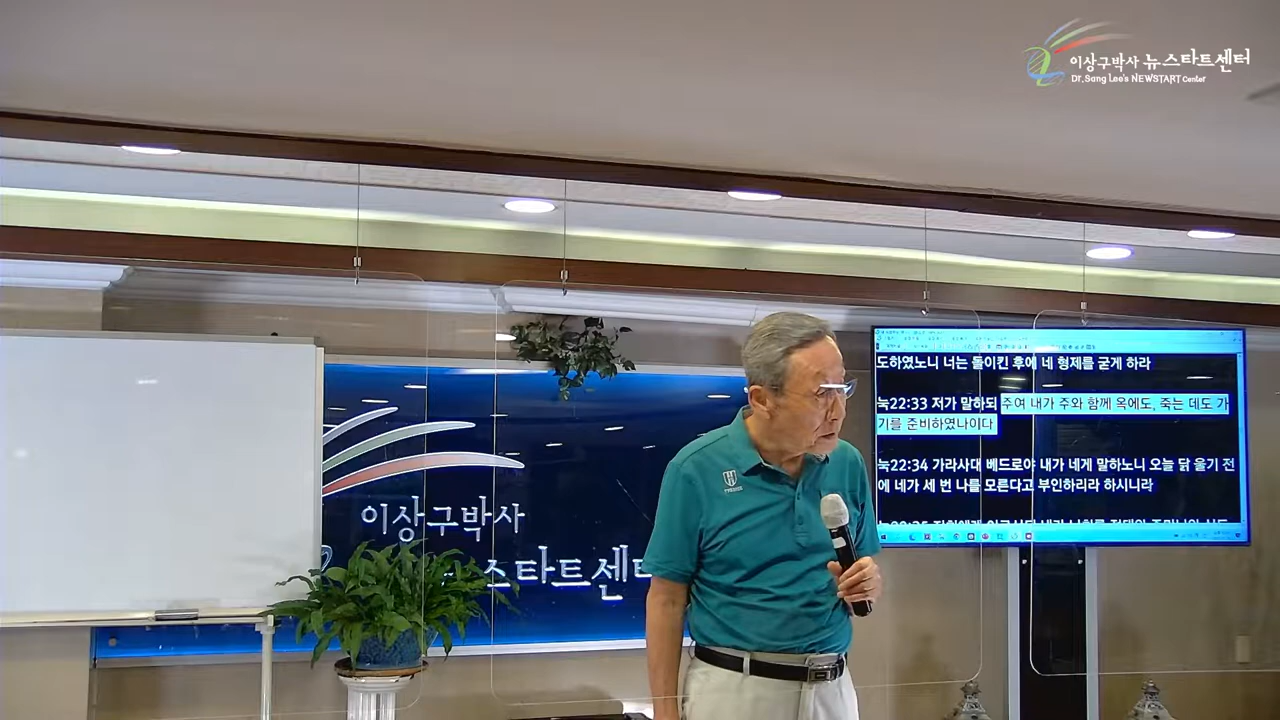 이상구박사 뉴스타트센터
Dr. Sang Lee's NEWSTART Center
도하였노니 너는 돌이킨 후에 네 형제를 굳게 하라
눅22:33 저가 말하되 주여 내가 주와 함께 옥에도, 죽는 데도 가
기를 준비하였나이다
눅22:34 가라사대 베드로야 내가 네게 말하노니 오늘 닭 울기 전
에 네가 세 번 나를 모른다고 부인하리라 하시니라
이상구박사
스타트센터